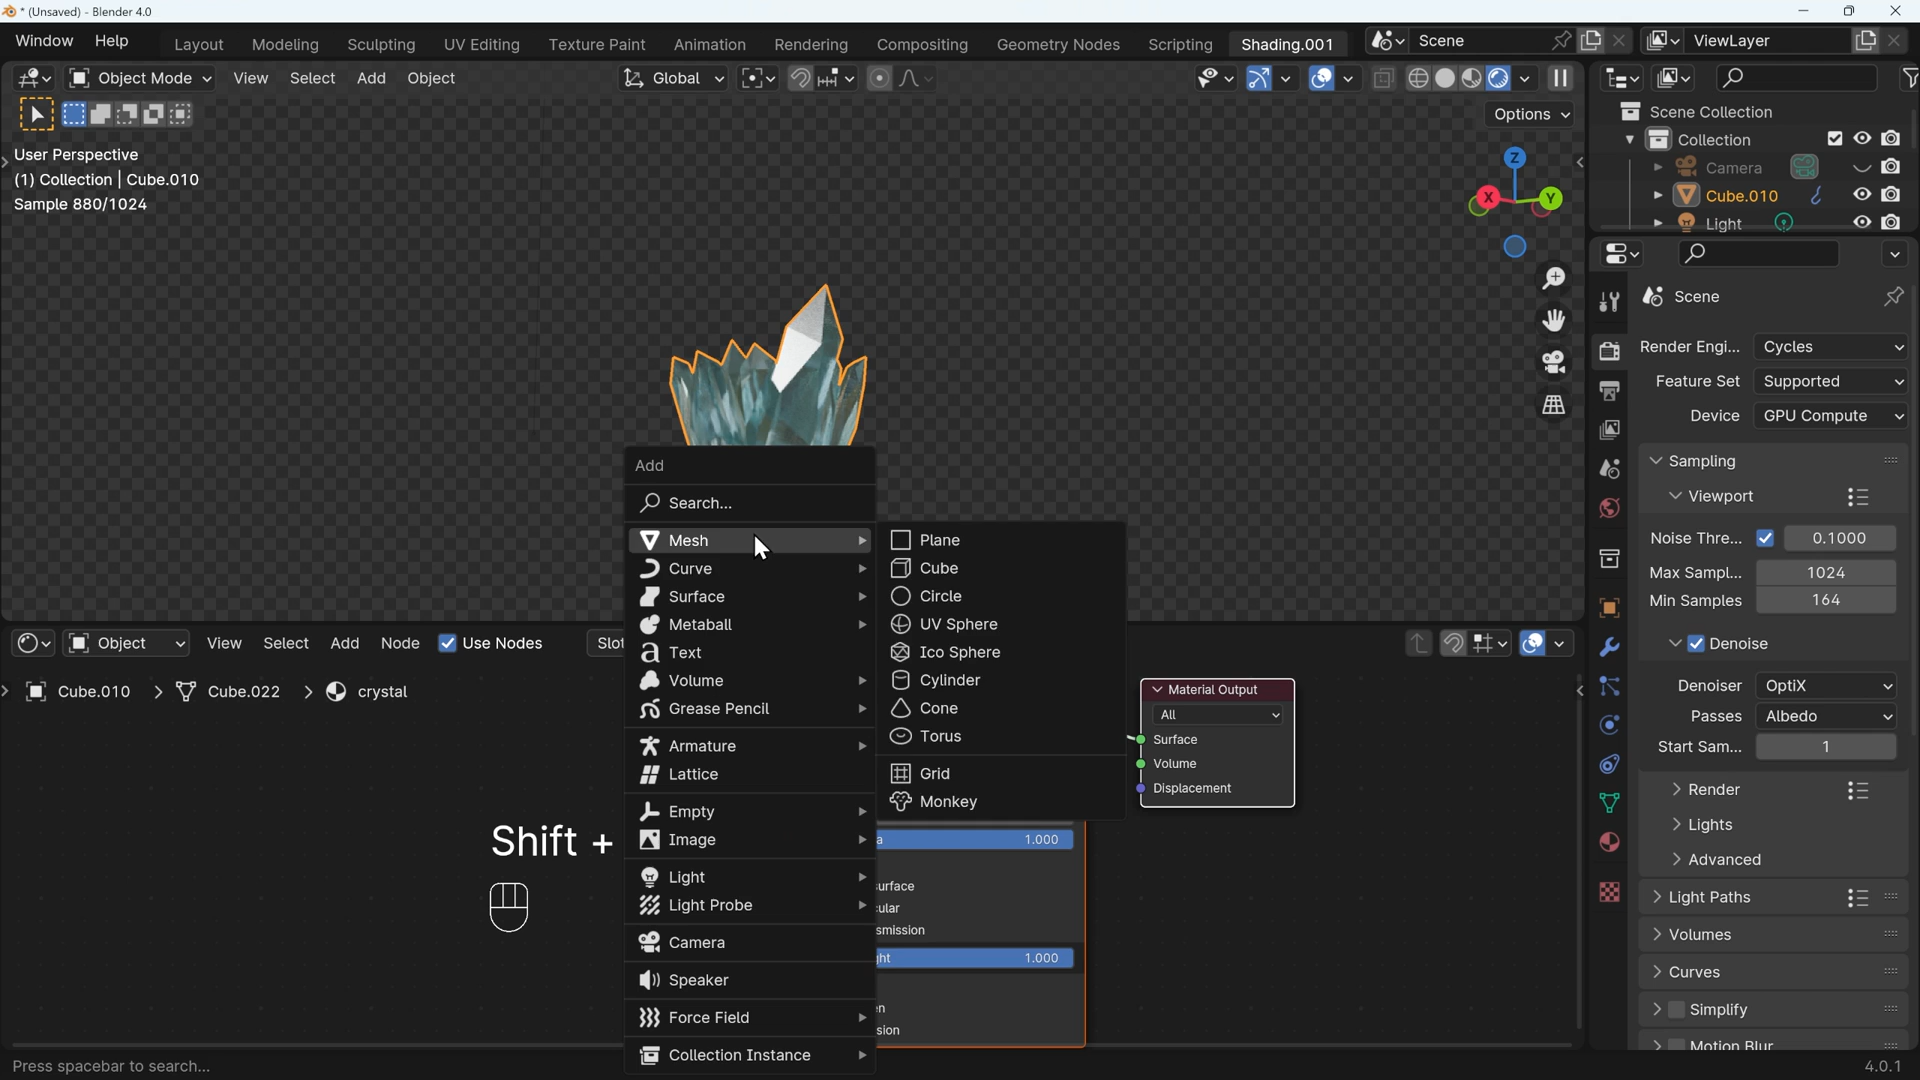 * (Unsaved) - Blender 4.0
Window Help Layout Modeling Sculpting UV Editing Texture Paint Animation Rendering Compositing Geometry Nodes Scripting Shading.001 Scene ViewLayer
Object Mode View Select Add Object Global
Options
User Perspective
(1) Collection | Cube.010
Sample 880/1024
Z
X
Y
Scene Collection
Collection
Camera
Cube.010
Light
Scene
Render Engi... Cycles
Feature Set Supported
Device GPU Compute
Sampling
Viewport
Noise Thre... 0.1000
Max Sampl... 1024
Min Samples 164
Denoise
Denoiser OptiX
Passes Albedo
Start Sam... 1
Render
Lights
Advanced
Light Paths
Volumes
Curves
Simplify
Motion Blur
Add
Search...
Mesh
Curve
Surface
Metaball
Text
Volume
Grease Pencil
Armature
Lattice
Empty
Image
Light
Light Probe
Camera
Speaker
Force Field
Collection Instance
Plane
Cube
Circle
UV Sphere
Ico Sphere
Cylinder
Cone
Torus
Grid
Monkey
Object View Select Add Node Use Nodes Slot
Cube.010 > Cube.022 > crystal
Material Output
All
Surface
Volume
Displacement
a 1.000
surface
cular
smission
ght 1.000
en
sion
Shift +
Press spacebar to search...
4.0.1